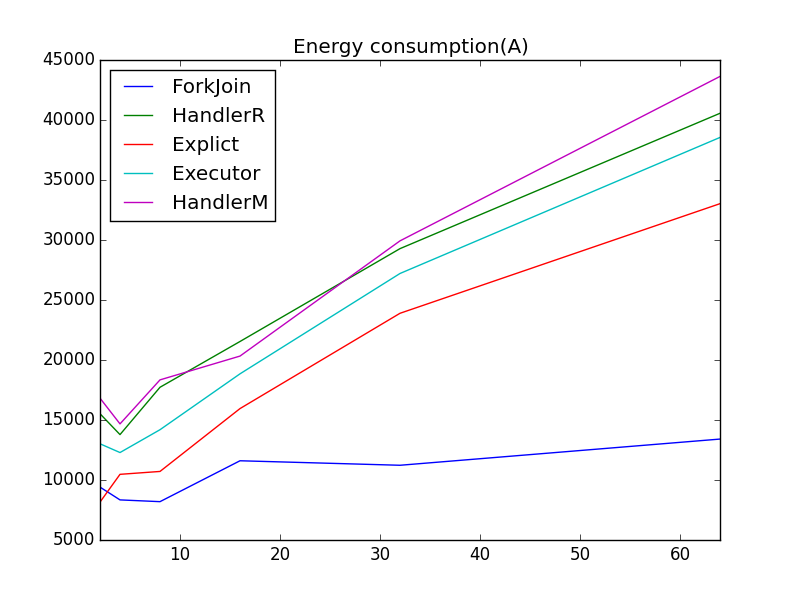 Energy consumption(A)
45000
40000
35000
30000
25000
20000
15000
10000
5000
ForkJoin
HandlerR
Explict
Executor
HandlerM
10 20 30 40 50 60